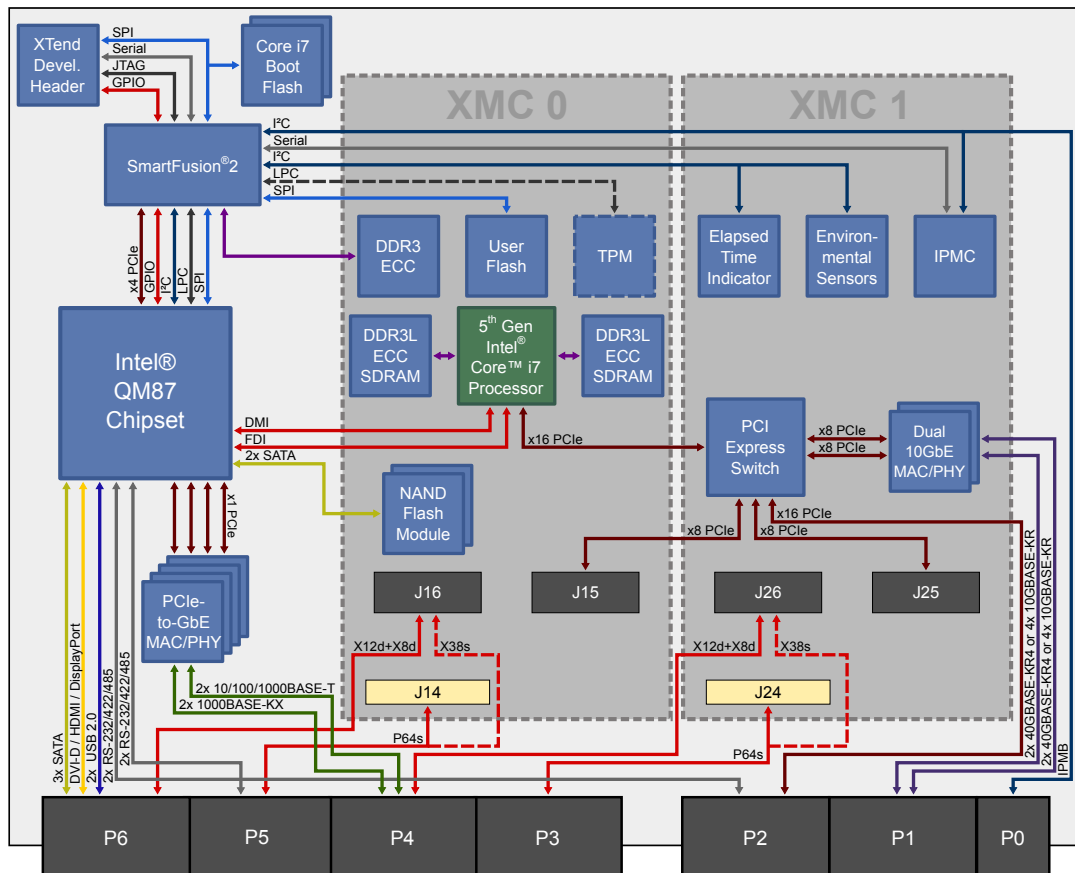 XTend
Devel.
Header
SPI
Serial
JTAG
GPIO
Core i7
Boot
Flash
XMC 0
XMC 1
SmartFusion®2
I²C
Serial
I²C
LPC
SPI
DDR3
ECC
User
Flash
TPM
Elapsed
Time
Indicator
Environ-
mental
Sensors
IPMC
x4 PCIe
GPIO
I²C
LPC
SPI
Intel®
QM87
Chipset
DDR3L
ECC
SDRAM
5th Gen
Intel®
Core™ i7
Processor
DDR3L
ECC
SDRAM
DMI
FDI
2x SATA
x16 PCIe
PCI
Express
Switch
x8 PCIe
x8 PCIe
Dual
10GbE
MAC/PHY
x1 PCIe
NAND
Flash
Module
x8 PCIe
x16 PCIe
x8 PCIe
PCIe-
to-GbE
MAC/PHY
J16
J15
J26
J25
X12d+X8d
X38s
X12d+X8d
X38s
2x 10/100/1000BASE-T
2x 1000BASE-KX
J14
J24
P64s
P64s
3x SATA
DVI-D / HDMI / DisplayPort
2x USB 2.0
2x RS-232/422/485
2x RS-232/422/485
2x 40GBASE-KR4 or 4x 10GBASE-KR
2x 40GBASE-KR4 or 4x 10GBASE-KR
IPMB
P6
P5
P4
P3
P2
P1
P0